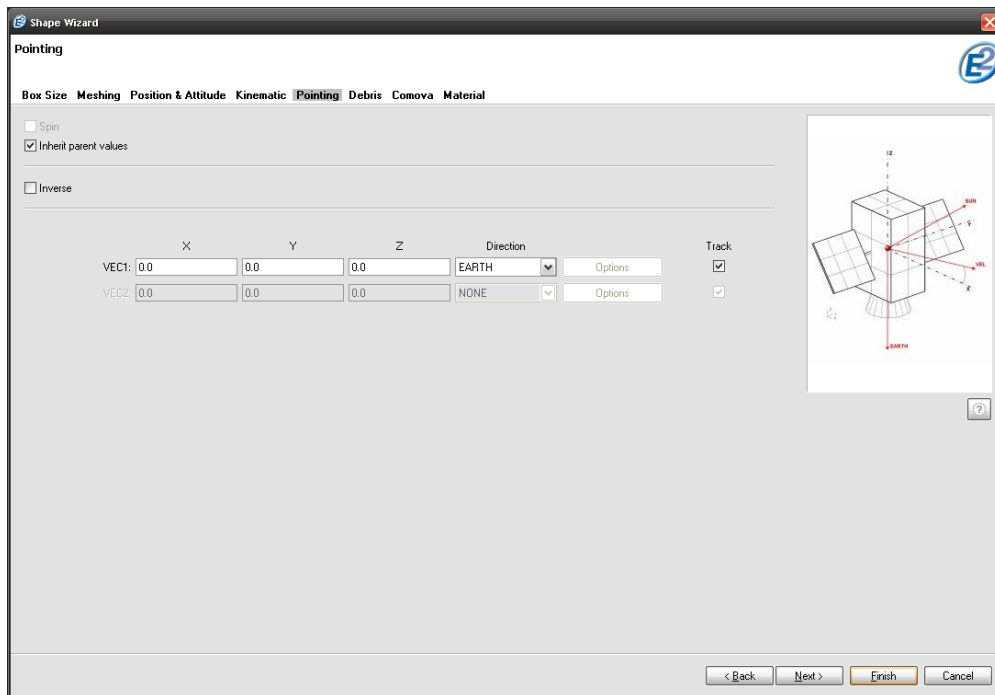 Shape Wizard
Pointing
E2
Box Size Meshing Position & Attitude Kinematic Pointing Debris Comova Material
Spin
Inherit parent values
Inverse
X Y Z Direction Track
VEC1: 0.0 0.0 0.0 EARTH Options
VEC2: 0.0 0.0 0.0 NONE Options
Z
SUN
Y
VEL
X
EARTH
?
< Back Next > Finish Cancel